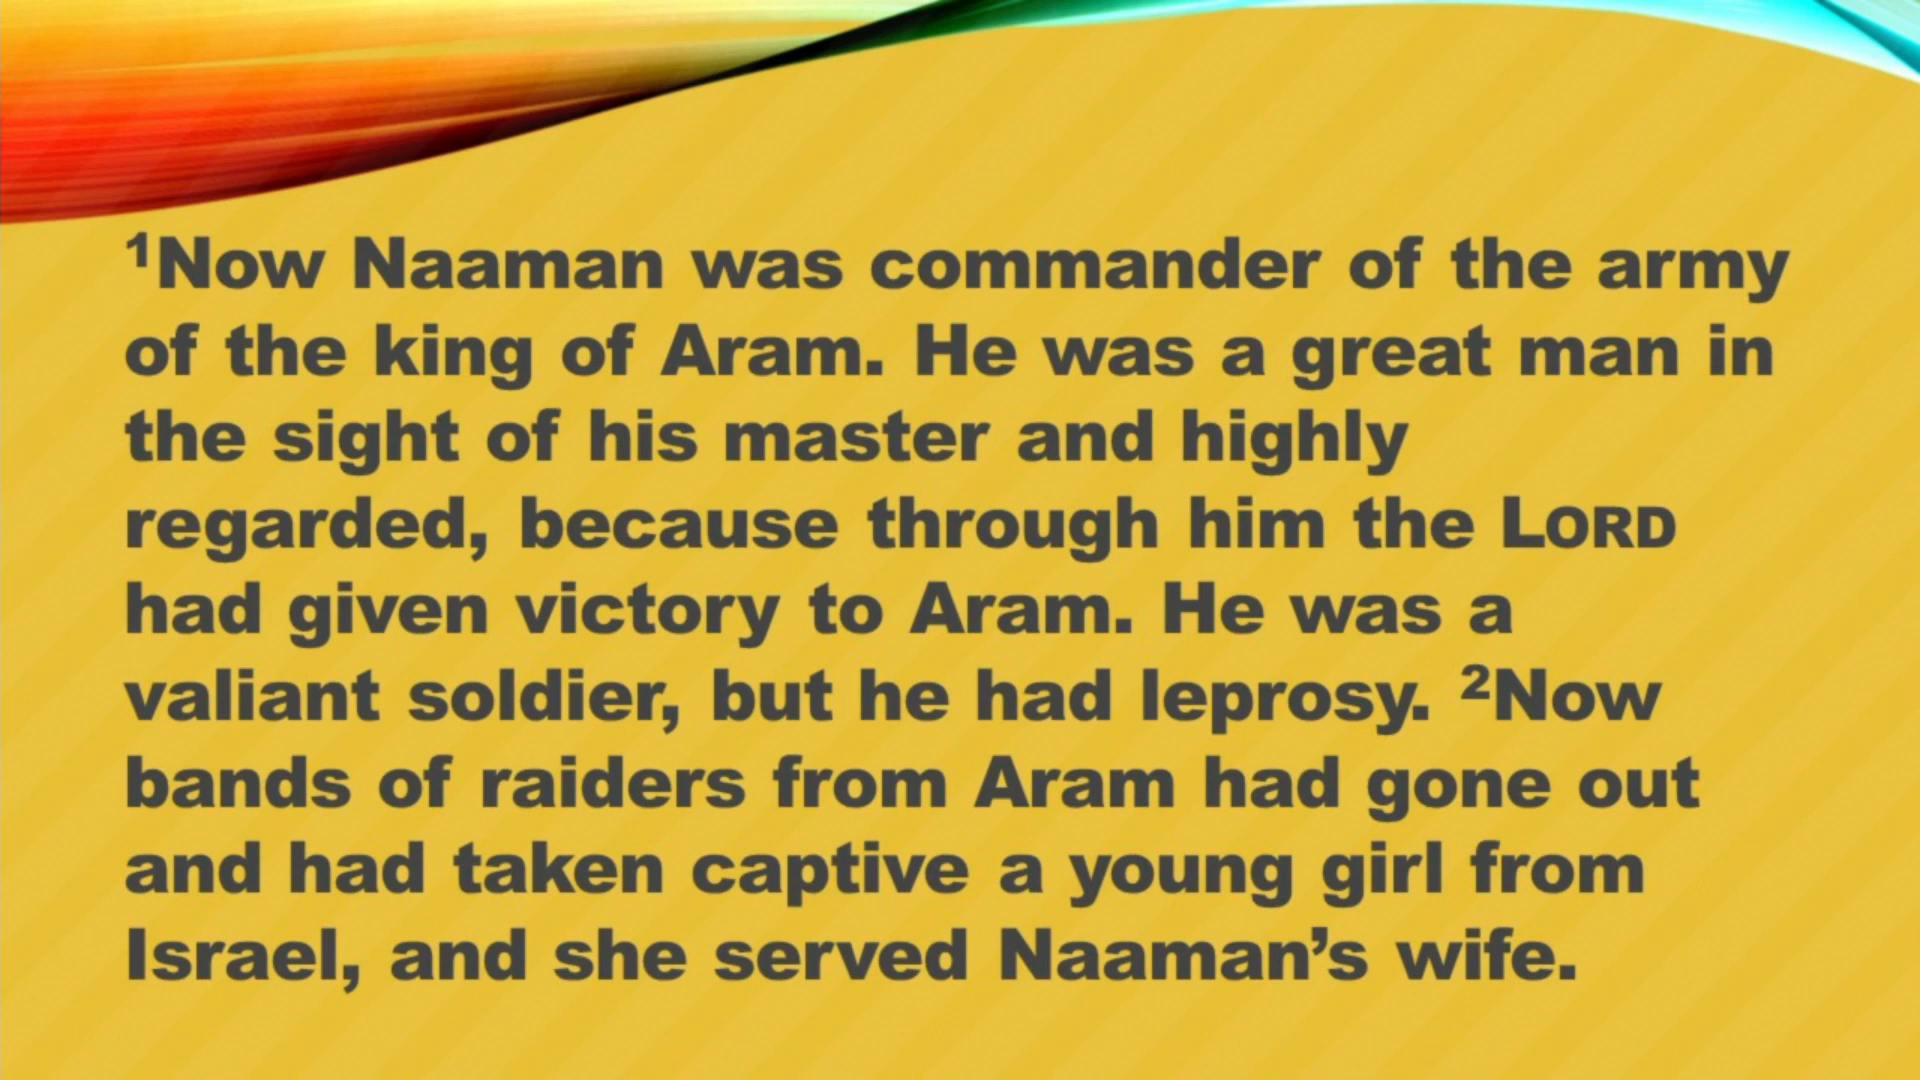 ¹Now Naaman was commander of the army
of the king of Aram. He was a great man in
the sight of his master and highly
regarded, because through him the LORD
had given victory to Aram. He was a
valiant soldier, but he had leprosy. ²Now
bands of raiders from Aram had gone out
and had taken captive a young girl from
Israel, and she served Naaman’s wife.